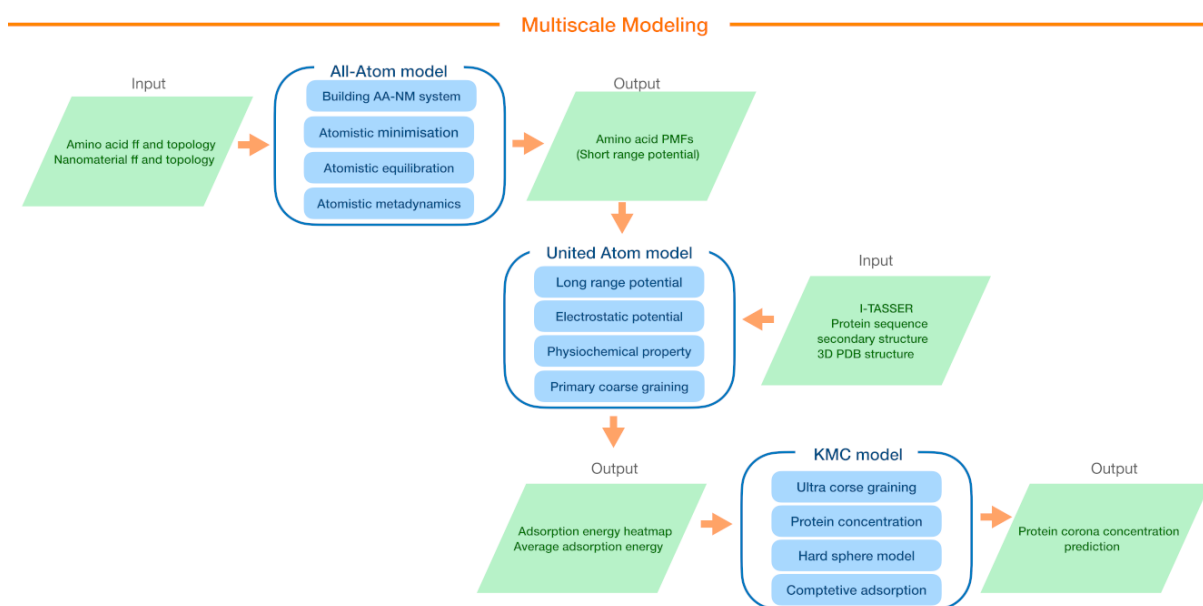 Multiscale Modeling
Input
Amino acid ff and topology
Nanomaterial ff and topology
All-Atom model
Building AA-NM system
Atomistic minimisation
Atomistic equilibration
Atomistic metadynamics
Output
Amino acid PMFs
(Short range potential)
United Atom model
Long range potential
Electrostatic potential
Physiochemical property
Primary coarse graining
Input
I-TASSER
Protein sequence
secondary structure
3D PDB structure
Output
Adsorption energy heatmap
Average adsorption energy
KMC model
Ultra corse graining
Protein concentration
Hard sphere model
Comptetive adsorption
Output
Protein corona concentration
prediction